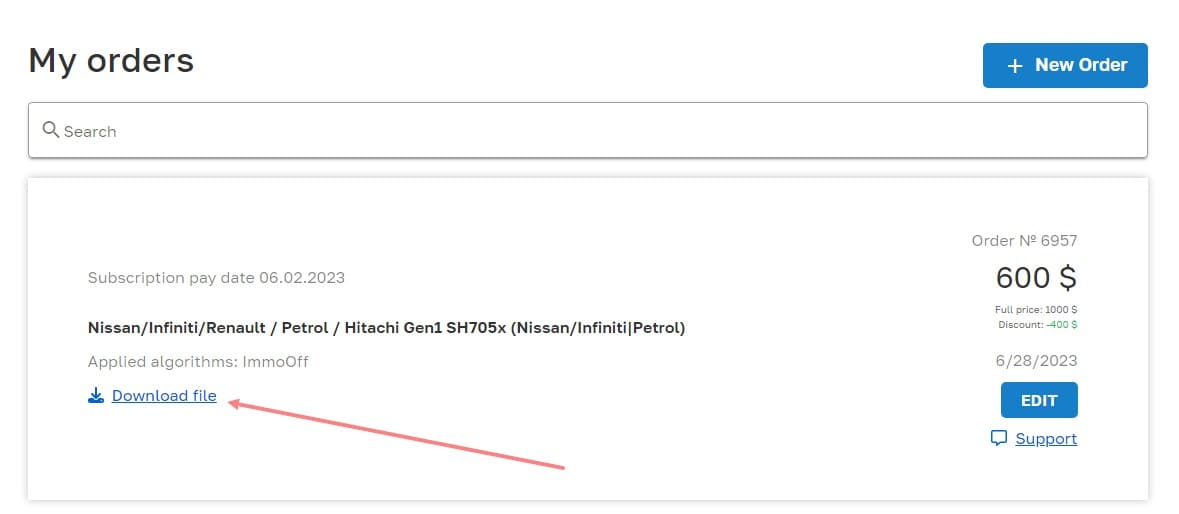 My orders
+ New Order
Search
Order № 6957
Subscription pay date 06.02.2023
600 $
Full price: 1000 $
Discount: -400 $
Nissan/Infiniti/Renault / Petrol / Hitachi Gen1 SH705x (Nissan/Infiniti|Petrol)
Applied algorithms: ImmoOff
6/28/2023
Download file
EDIT
Support